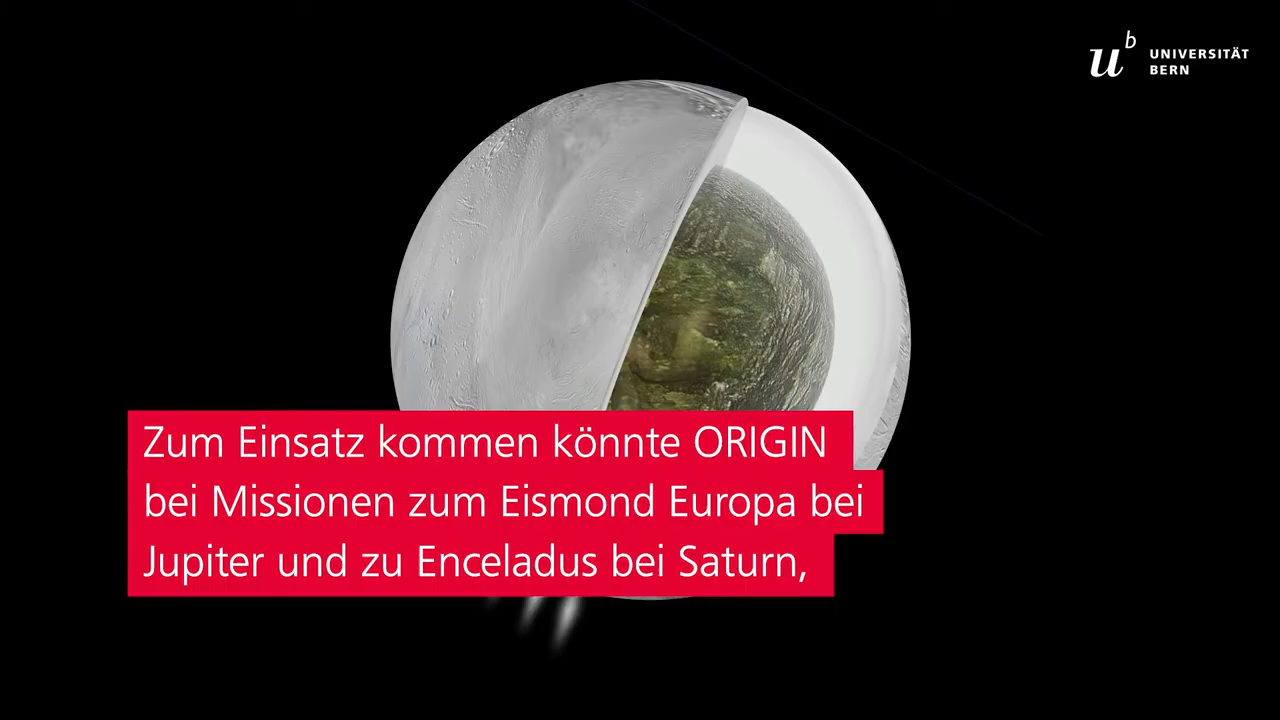 u b UNIVERSITÄT
BERN
Zum Einsatz kommen könnte ORIGIN
bei Missionen zum Eismond Europa bei
Jupiter und zu Enceladus bei Saturn,